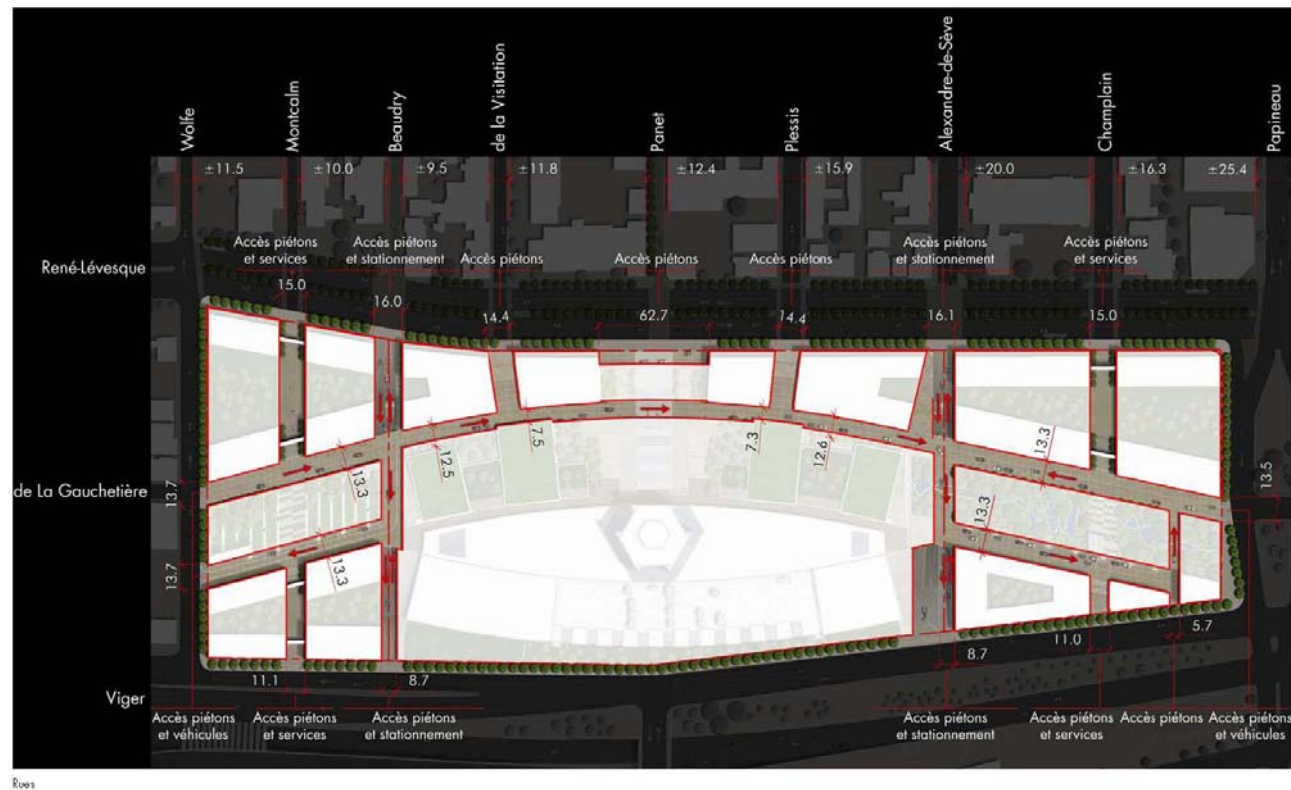 Wolfe
Montcalm
Beaudry
de la Visitation
Panet
Plessis
Alexandre-de-Sève
Champlain
Papineau
±11.5
±10.0
±9.5
±11.8
±12.4
±15.9
±20.0
±16.3
±25.4
Accès piétons
et services
Accès piétons
et stationnement
Accès piétons
Accès piétons
Accès piétons
Accès piétons
et stationnement
Accès piétons
et services
René-Lévesque
15.0
16.0
14.4
62.7
14.4
16.1
15.0
7.5
7.3
12.5
12.6
13.3
13.3
de La Gauchetière
13.7
13.5
13.3
13.3
13.7
5.7
11.0
8.7
11.1
8.7
Viger
Accès piétons
et véhicules
Accès piétons
et services
Accès piétons
et stationnement
Accès piétons
et stationnement
Accès piétons
et services
Accès piétons
Accès piétons
et véhicules
Rues